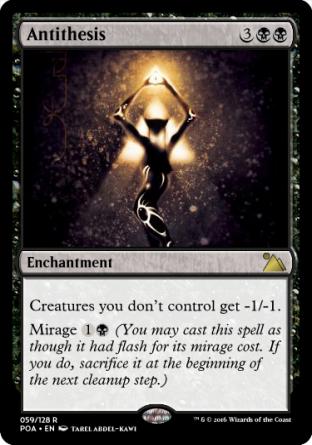 Antithesis 3
Enchantment
Creatures you don't control get -1/-1.
Mirage 1 (You may cast this spell as
though it had flash for its mirage cost. If
you do, sacrifice it at the beginning of
the next cleanup step.)
059/128 R
POA • EN TAREL ABDEL-KAWI
™ & © 2016 Wizards of the Coast